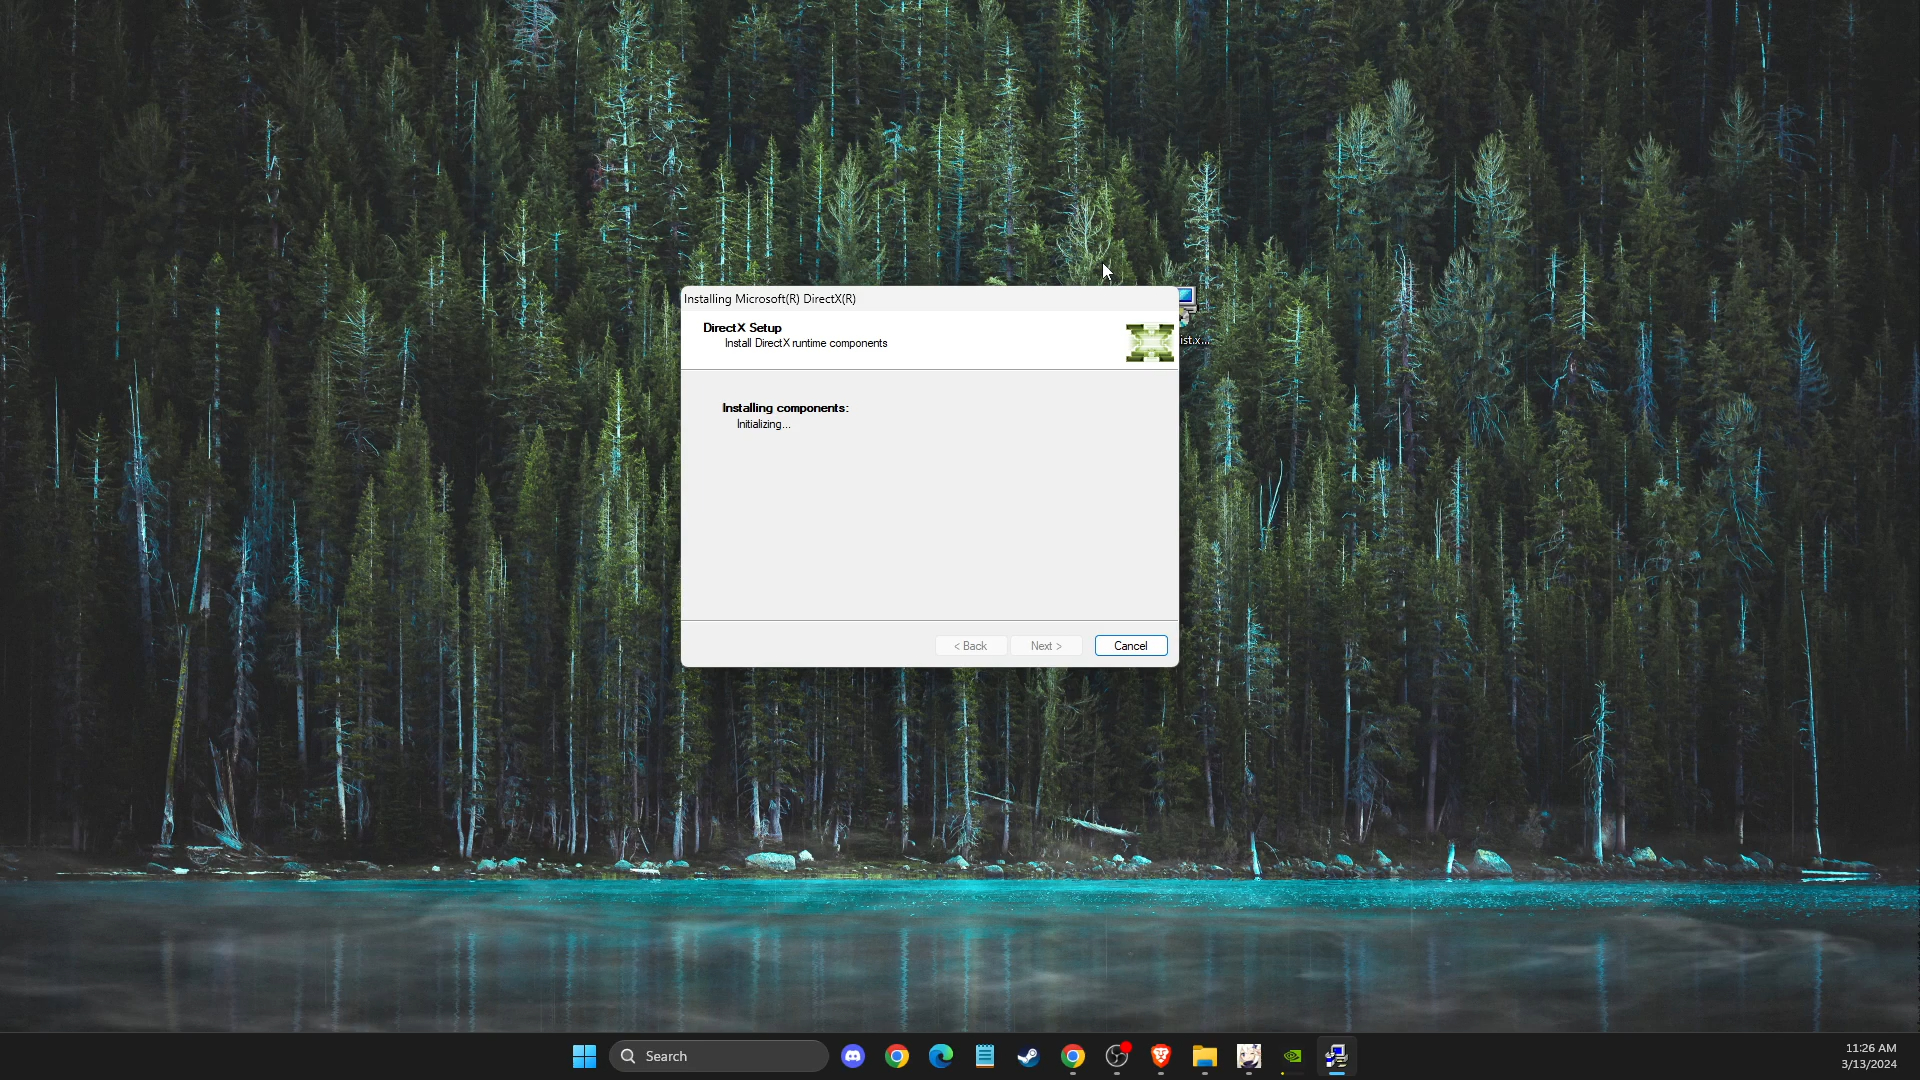 Installing Microsoft(R) DirectX(R)
DirectX Setup
Install DirectX runtime components
ist.x...
Installing components:
Initializing...
< Back
Next >
Cancel
Search
11:26 AM
3/13/2024